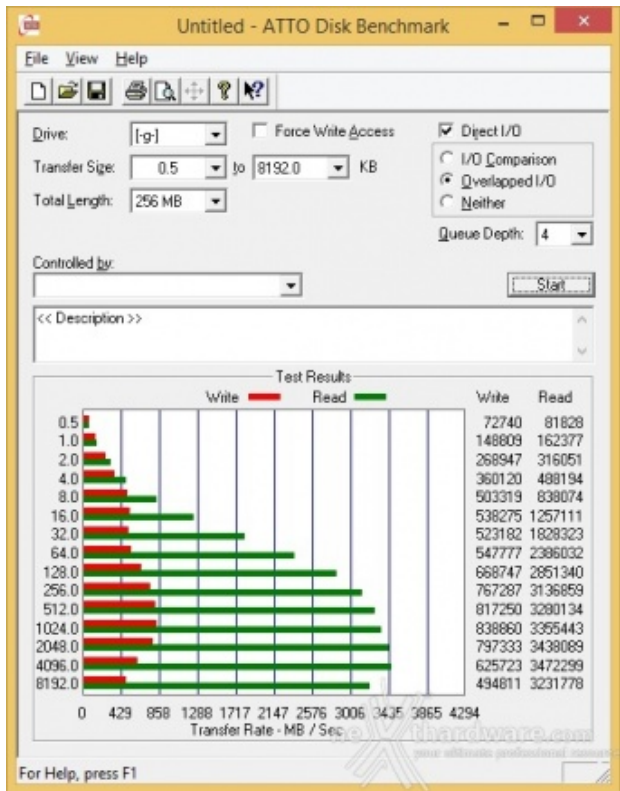 Untitled - ATTO Disk Benchmark
File View Help
Drive: [-g-] Force Write Access Direct I/O
Transfer Size: 0.5 to 8192.0 KB I/O Comparison
Overlapped I/O
Total Length: 256 MB Neither
Queue Depth: 4
Controlled by:
Start
<< Description >>
Test Results
Write Read Write Read
0.5 72740 81828
1.0 148809 162377
2.0 268947 316051
4.0 360120 488194
8.0 503319 838074
16.0 538275 1257111
32.0 523182 1828323
64.0 547777 2386032
128.0 668747 2851340
256.0 767287 3136859
512.0 817250 3280134
1024.0 838860 3355443
2048.0 797333 3438089
4096.0 625723 3472299
8192.0 494811 3231778
0 429 858 1288 1717 2147 2576 3006 3435 3865 4294
Transfer Rate - MB / Sec
thardware.com
your ultimate professional
For Help, press F1